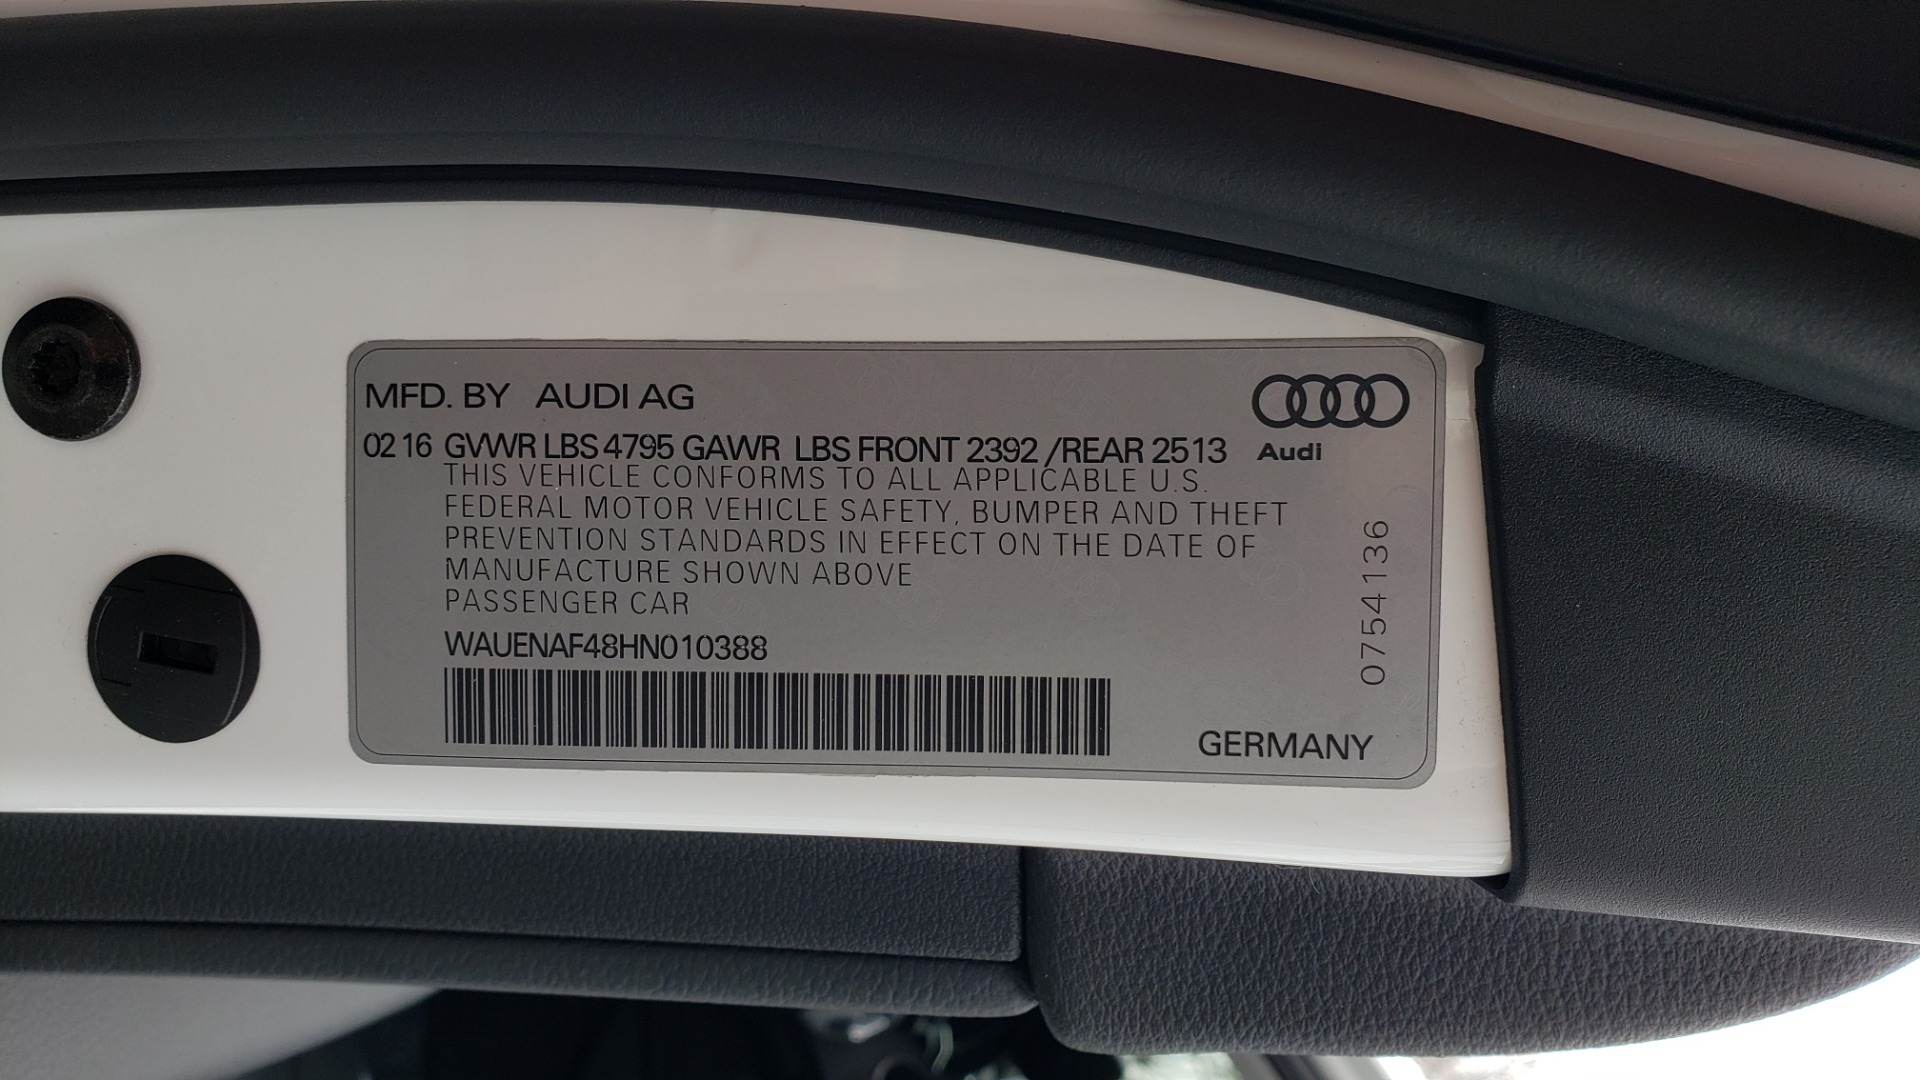 MFD. BY AUDI AG
02 16 GVWR LBS 4795 GAWR LBS FRONT 2392 /REAR 2513
Audi
THIS VEHICLE CONFORMS TO ALL APPLICABLE U.S.
FEDERAL MOTOR VEHICLE SAFETY, BUMPER AND THEFT
PREVENTION STANDARDS IN EFFECT ON THE DATE OF
MANUFACTURE SHOWN ABOVE
PASSENGER CAR
WAUENAF48HN010388
0754136
GERMANY